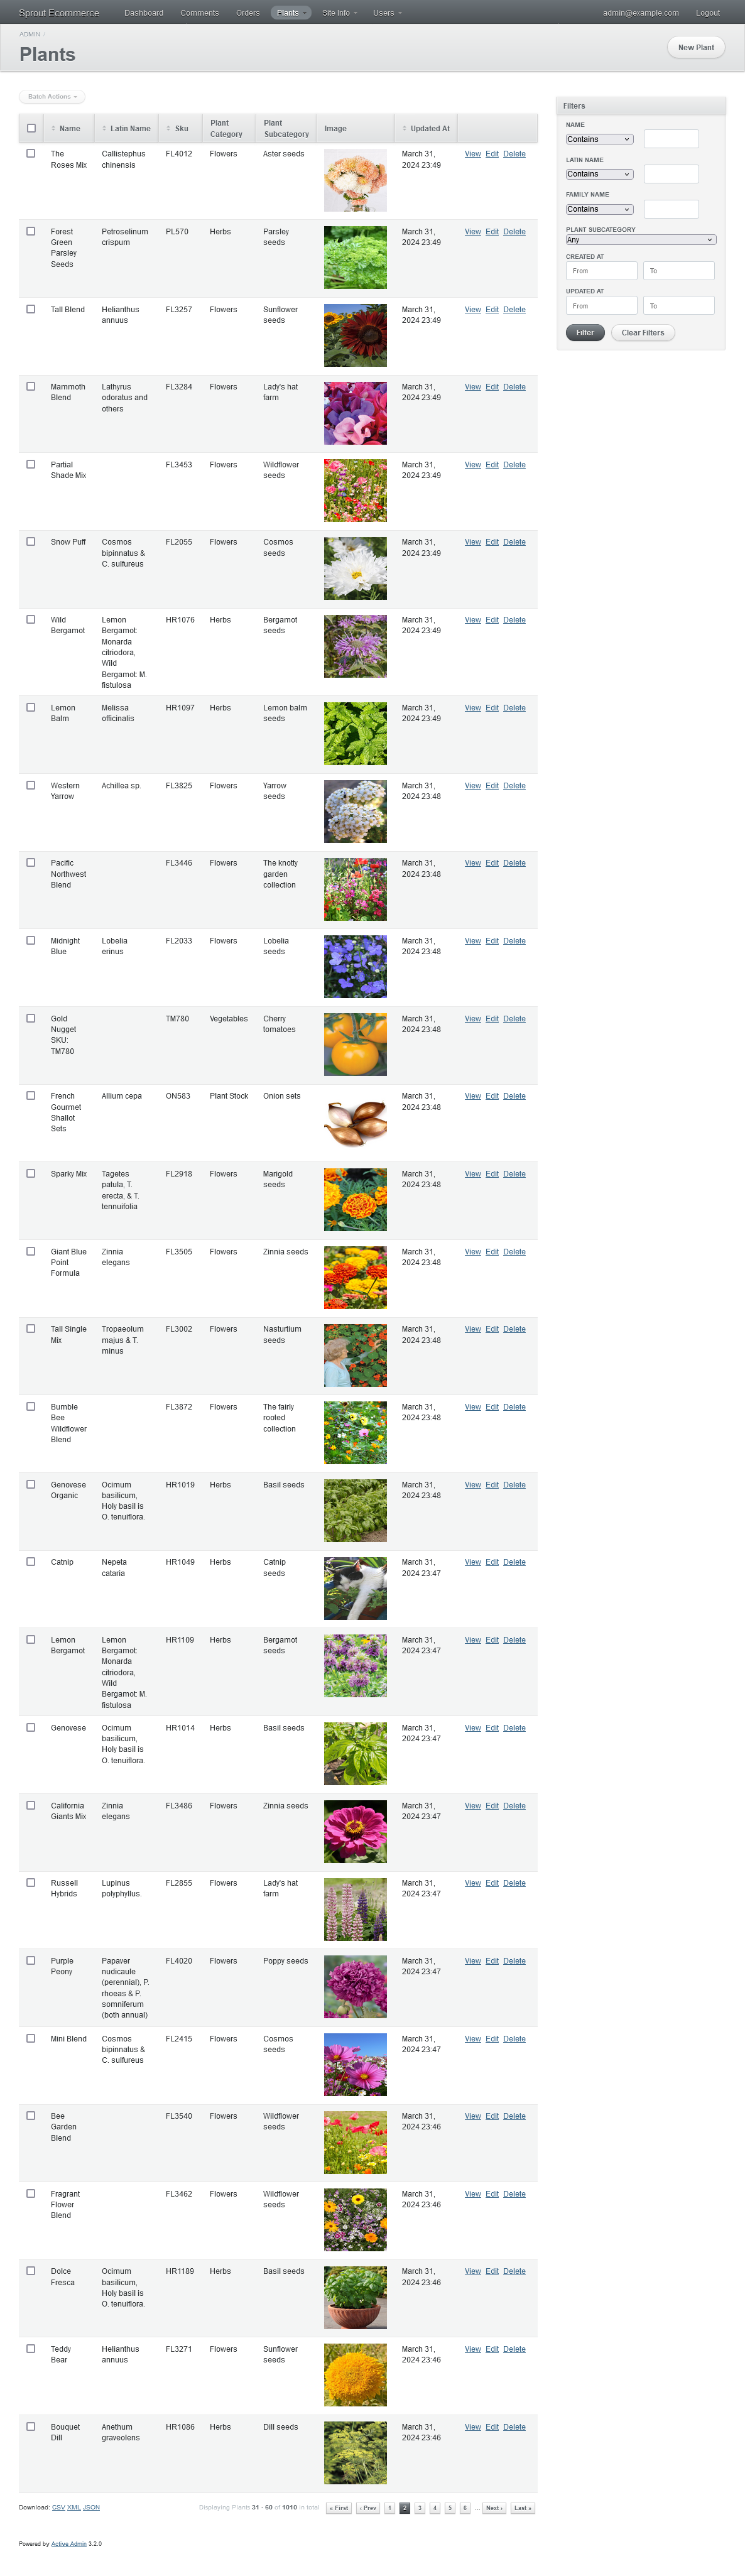 Sprout Ecommerce Dashboard Comments Orders Plants Site Info Users admin@example.com Logout
ADMIN /
Plants
New Plant
Batch Actions
Name Latin Name Sku Plant Category Plant Subcategory Image Updated At
The Roses Mix Callistephus chinensis FL4012 Flowers Aster seeds March 31, 2024 23:49 View Edit Delete
Forest Green Parsley Seeds Petroselinum crispum PL570 Herbs Parsley seeds March 31, 2024 23:49 View Edit Delete
Tall Blend Helianthus annuus FL3257 Flowers Sunflower seeds March 31, 2024 23:49 View Edit Delete
Mammoth Blend Lathyrus odoratus and others FL3284 Flowers Lady's hat farm March 31, 2024 23:49 View Edit Delete
Partial Shade Mix FL3453 Flowers Wildflower seeds March 31, 2024 23:49 View Edit Delete
Snow Puff Cosmos bipinnatus & C. sulfureus FL2055 Flowers Cosmos seeds March 31, 2024 23:49 View Edit Delete
Wild Bergamot Lemon Bergamot: Monarda citriodora, Wild Bergamot: M. fistulosa HR1076 Herbs Bergamot seeds March 31, 2024 23:49 View Edit Delete
Lemon Balm Melissa officinalis HR1097 Herbs Lemon balm seeds March 31, 2024 23:49 View Edit Delete
Western Yarrow Achillea sp. FL3825 Flowers Yarrow seeds March 31, 2024 23:48 View Edit Delete
Pacific Northwest Blend FL3446 Flowers The knotty garden collection March 31, 2024 23:48 View Edit Delete
Midnight Blue Lobelia erinus FL2033 Flowers Lobelia seeds March 31, 2024 23:48 View Edit Delete
Gold Nugget SKU: TM780 TM780 Vegetables Cherry tomatoes March 31, 2024 23:48 View Edit Delete
French Gourmet Shallot Sets Allium cepa ON583 Plant Stock Onion sets March 31, 2024 23:48 View Edit Delete
Sparky Mix Tagetes patula, T. erecta, & T. tennuifolia FL2918 Flowers Marigold seeds March 31, 2024 23:48 View Edit Delete
Giant Blue Point Formula Zinnia elegans FL3505 Flowers Zinnia seeds March 31, 2024 23:48 View Edit Delete
Tall Single Mix Tropaeolum majus & T. minus FL3002 Flowers Nasturtium seeds March 31, 2024 23:48 View Edit Delete
Bumble Bee Wildflower Blend FL3872 Flowers The fairly rooted collection March 31, 2024 23:48 View Edit Delete
Genovese Organic Ocimum basilicum, Holy basil is O. tenuiflora. HR1019 Herbs Basil seeds March 31, 2024 23:48 View Edit Delete
Catnip Nepeta cataria HR1049 Herbs Catnip seeds March 31, 2024 23:47 View Edit Delete
Lemon Bergamot Lemon Bergamot: Monarda citriodora, Wild Bergamot: M. fistulosa HR1109 Herbs Bergamot seeds March 31, 2024 23:47 View Edit Delete
Genovese Ocimum basilicum, Holy basil is O. tenuiflora. HR1014 Herbs Basil seeds March 31, 2024 23:47 View Edit Delete
California Giants Mix Zinnia elegans FL3486 Flowers Zinnia seeds March 31, 2024 23:47 View Edit Delete
Russell Hybrids Lupinus polyphyllus. FL2855 Flowers Lady's hat farm March 31, 2024 23:47 View Edit Delete
Purple Peony Papaver nudicaule (perennial), P. rhoeas & P. somniferum (both annual) FL4020 Flowers Poppy seeds March 31, 2024 23:47 View Edit Delete
Mini Blend Cosmos bipinnatus & C. sulfureus FL2415 Flowers Cosmos seeds March 31, 2024 23:47 View Edit Delete
Bee Garden Blend FL3540 Flowers Wildflower seeds March 31, 2024 23:46 View Edit Delete
Fragrant Flower Blend FL3462 Flowers Wildflower seeds March 31, 2024 23:46 View Edit Delete
Dolce Fresca Ocimum basilicum, Holy basil is O. tenuiflora. HR1189 Herbs Basil seeds March 31, 2024 23:46 View Edit Delete
Teddy Bear Helianthus annuus FL3271 Flowers Sunflower seeds March 31, 2024 23:46 View Edit Delete
Bouquet Dill Anethum graveolens HR1086 Herbs Dill seeds March 31, 2024 23:46 View Edit Delete
Download: CSV XML JSON Displaying Plants 31 - 60 of 1010 in total « First ‹ Prev 1 2 3 4 5 6 ... Next › Last »
Filters
NAME
Contains
LATIN NAME
Contains
FAMILY NAME
Contains
PLANT SUBCATEGORY
Any
CREATED AT
From To
UPDATED AT
From To
Filter Clear Filters
Powered by Active Admin 3.2.0